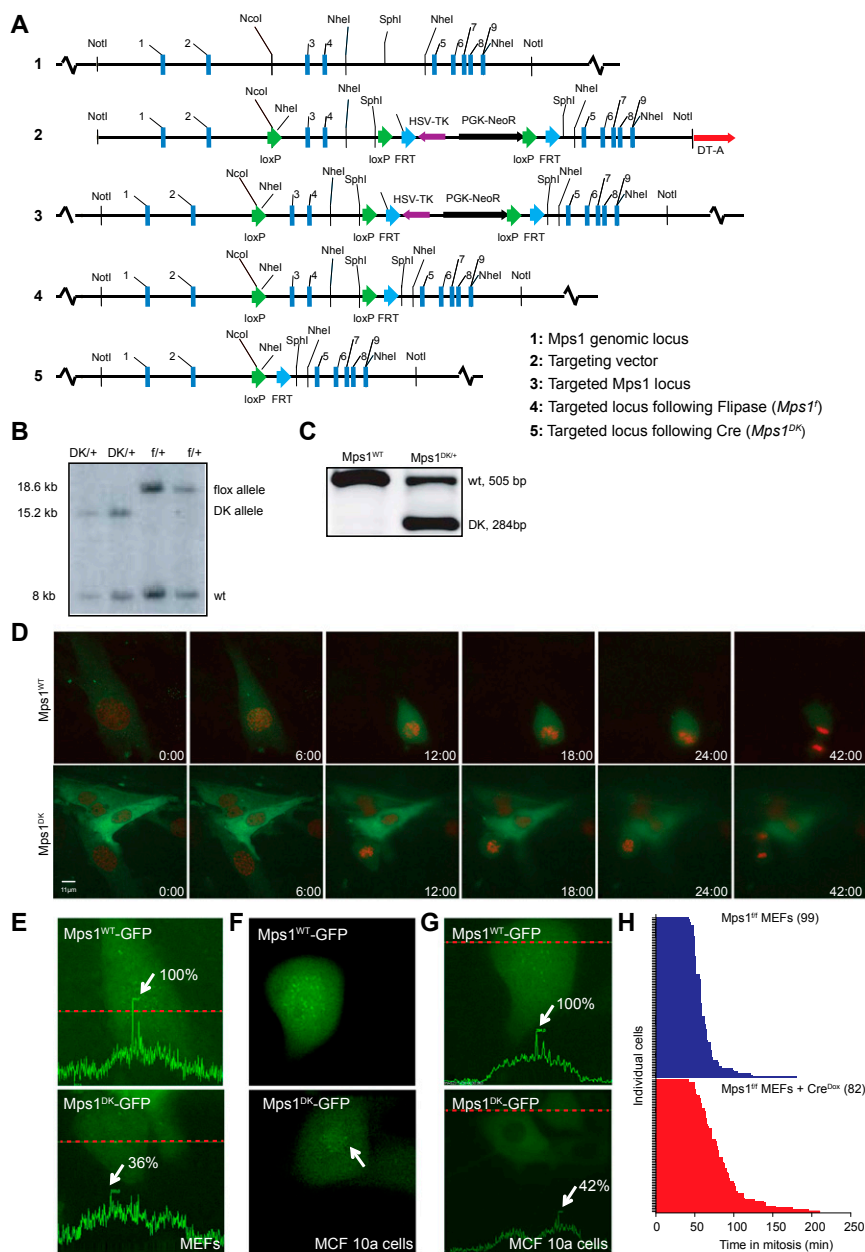 A
NcoI NheI SphI NheI 7 9
NotI 1 2 3 4 5 6 8 NheI NotI
1
NcoI NheI NheI SphI HSV-TK PGK-NeoR SphI NheI 7 9
NotI 1 2 3 4 5 6 8 NheI NotI
2
loxP loxP FRT loxP FRT DT-A
NcoI NheI NheI SphI HSV-TK PGK-NeoR SphI NheI 7 9
NotI 1 2 3 4 5 6 8 NheI NotI
3
loxP loxP FRT loxP FRT
NcoI NheI NheI SphI SphI NheI 7 9
NotI 1 2 3 4 5 6 8 NheI NotI
4
loxP loxP FRT
NcoI NheI SphI NheI 7 9
NotI 1 2 5 6 8 NheI NotI
5
loxP FRT
1: Mps1 genomic locus
2: Targeting vector
3: Targeted Mps1 locus
4: Targeted locus following Flipase (Mps1f)
5: Targeted locus following Cre (Mps1DK)
B
DK/+ DK/+ f/+ f/+
18.6 kb flox allele
15.2 kb DK allele
8 kb wt
C
Mps1WT Mps1DK/+
wt, 505 bp
DK, 284bp
D
Mps1WT
0:00 6:00 12:00 18:00 24:00 42:00
Mps1DK
11μm
0:00 6:00 12:00 18:00 24:00 42:00
E
Mps1WT-GFP
100%
Mps1DK-GFP
36%
MEFs
F
Mps1WT-GFP
Mps1DK-GFP
MCF 10a cells
G
Mps1WT-GFP
100%
Mps1DK-GFP
42%
MCF 10a cells
H
Mps1f/f MEFs (99)
Mps1f/f MEFs + CreDox (82)
Individual cells
0 50 100 150 200 250
Time in mitosis (min)